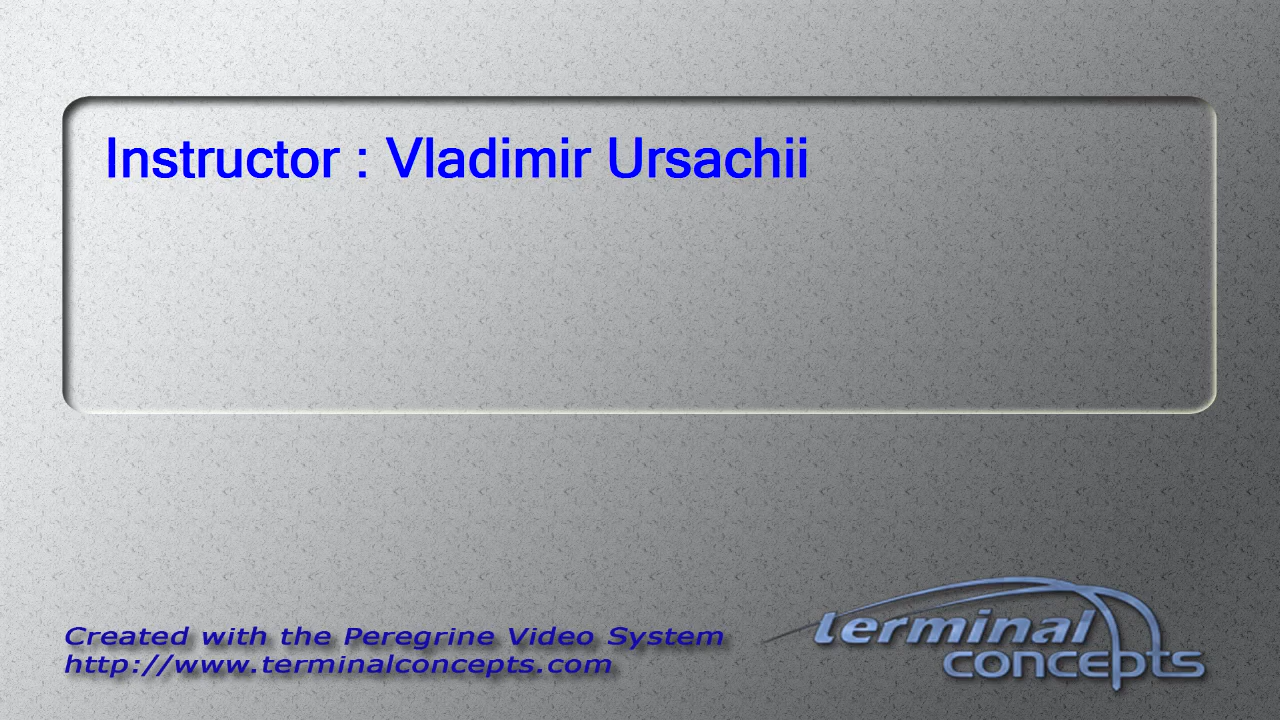 Instructor : Vladimir Ursachii
Created with the Peregrine Video System
http://www.terminalconcepts.com
terminal
concepts